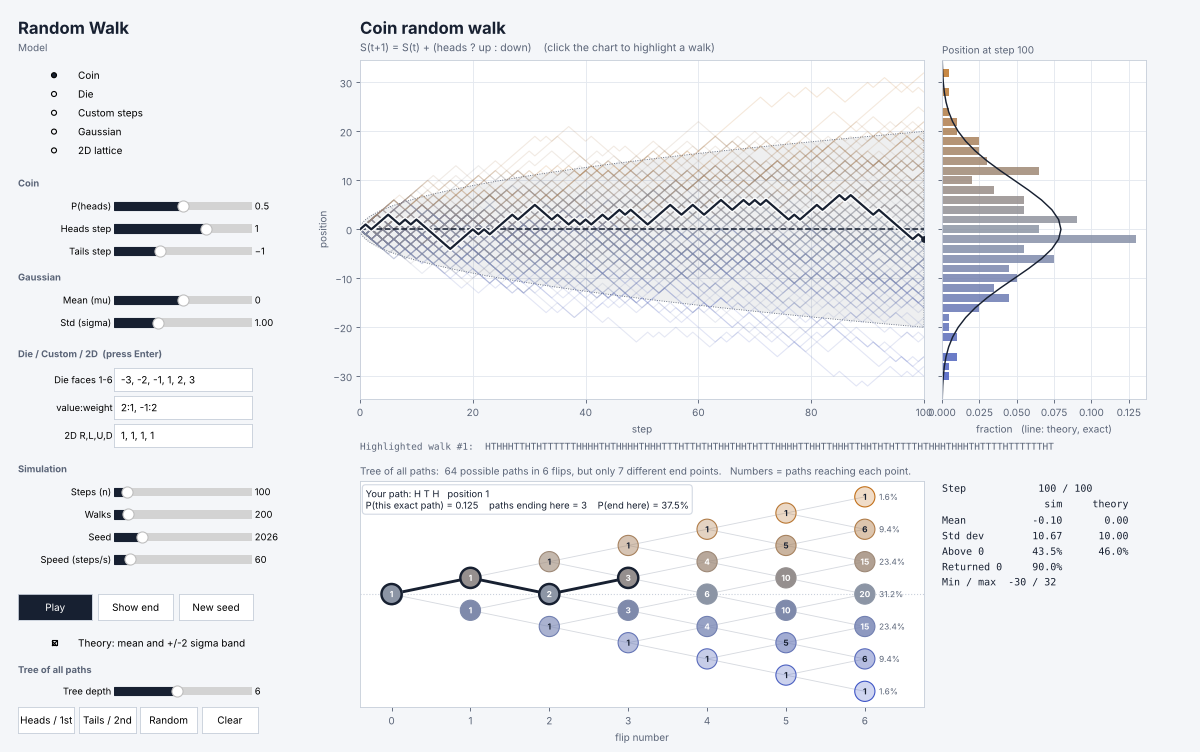 Random Walk
Model
Coin
Die
Custom steps
Gaussian
2D lattice
Coin
P(heads) 0.5
Heads step 1
Tails step −1
Gaussian
Mean (mu) 0
Std (sigma) 1.00
Die / Custom / 2D (press Enter)
Die faces 1-6 -3, -2, -1, 1, 2, 3
value:weight 2:1, -1:2
2D R,L,U,D 1, 1, 1, 1
Simulation
Steps (n) 100
Walks 200
Seed 2026
Speed (steps/s) 60
Play Show end New seed
Theory: mean and +/-2 sigma band
Tree of all paths
Tree depth 6
Heads / 1st Tails / 2nd Random Clear
Coin random walk
S(t+1) = S(t) + (heads ? up : down) (click the chart to highlight a walk)
position
30
20
10
0
−10
−20
−30
0 20 40 60 80 100
step
Position at step 100
0.000 0.025 0.050 0.075 0.100 0.125
fraction (line: theory, exact)
Highlighted walk #1:
Tree of all paths: 64 possible paths in 6 flips, but only 7 different end points. Numbers = paths reaching each point.
Your path: H T H position 1
P(this exact path) = 0.125 paths ending here = 3 P(end here) = 37.5%
1 1.6%
1
1 6 9.4%
1 5
1 4 15 23.4%
1 3 10
1 2 6 20 31.2%
1 3 10
1 4 15 23.4%
1 5
1 6 9.4%
1
1 1.6%
0 1 2 3 4 5 6
flip number
Step 100 / 100
sim theory
Mean -0.10 0.00
Std dev 10.67 10.00
Above 0 43.5% 46.0%
Returned 0 90.0%
Min / max -30 / 32